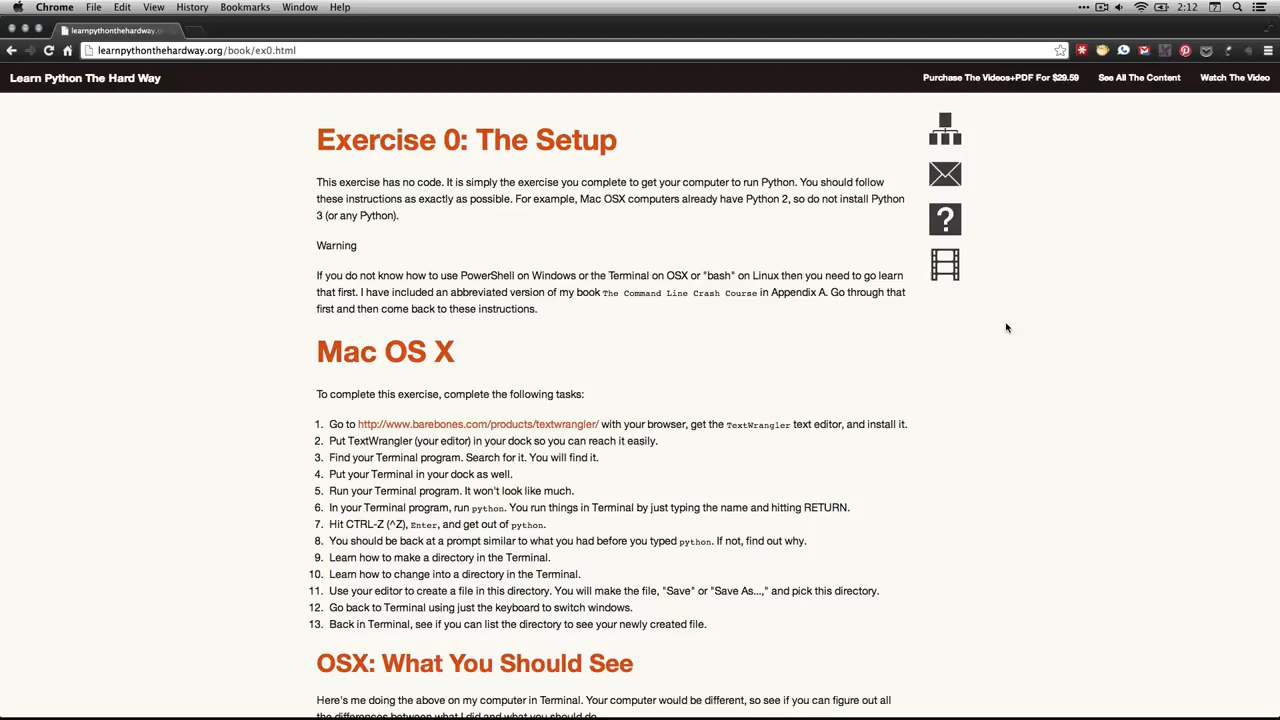 Chrome File Edit View History Bookmarks Window Help 2:12
learnpythonthehardway.or
learnpythonthehardway.org/book/ex0.html
Learn Python The Hard Way Purchase The Videos+PDF For $29.59 See All The Content Watch The Video
Exercise 0: The Setup
This exercise has no code. It is simply the exercise you complete to get your computer to run Python. You should follow
these instructions as exactly as possible. For example, Mac OSX computers already have Python 2, so do not install Python
3 (or any Python).
Warning
If you do not know how to use PowerShell on Windows or the Terminal on OSX or "bash" on Linux then you need to go learn
that first. I have included an abbreviated version of my book The Command Line Crash Course in Appendix A. Go through that
first and then come back to these instructions.
Mac OS X
To complete this exercise, complete the following tasks:
1. Go to http://www.barebones.com/products/textwrangler/ with your browser, get the TextWrangler text editor, and install it.
2. Put TextWrangler (your editor) in your dock so you can reach it easily.
3. Find your Terminal program. Search for it. You will find it.
4. Put your Terminal in your dock as well.
5. Run your Terminal program. It won't look like much.
6. In your Terminal program, run python. You run things in Terminal by just typing the name and hitting RETURN.
7. Hit CTRL-Z (^Z), Enter, and get out of python.
8. You should be back at a prompt similar to what you had before you typed python. If not, find out why.
9. Learn how to make a directory in the Terminal.
10. Learn how to change into a directory in the Terminal.
11. Use your editor to create a file in this directory. You will make the file, "Save" or "Save As...," and pick this directory.
12. Go back to Terminal using just the keyboard to switch windows.
13. Back in Terminal, see if you can list the directory to see your newly created file.
OSX: What You Should See
Here's me doing the above on my computer in Terminal. Your computer would be different, so see if you can figure out all
the differences between what I did and what you should do.